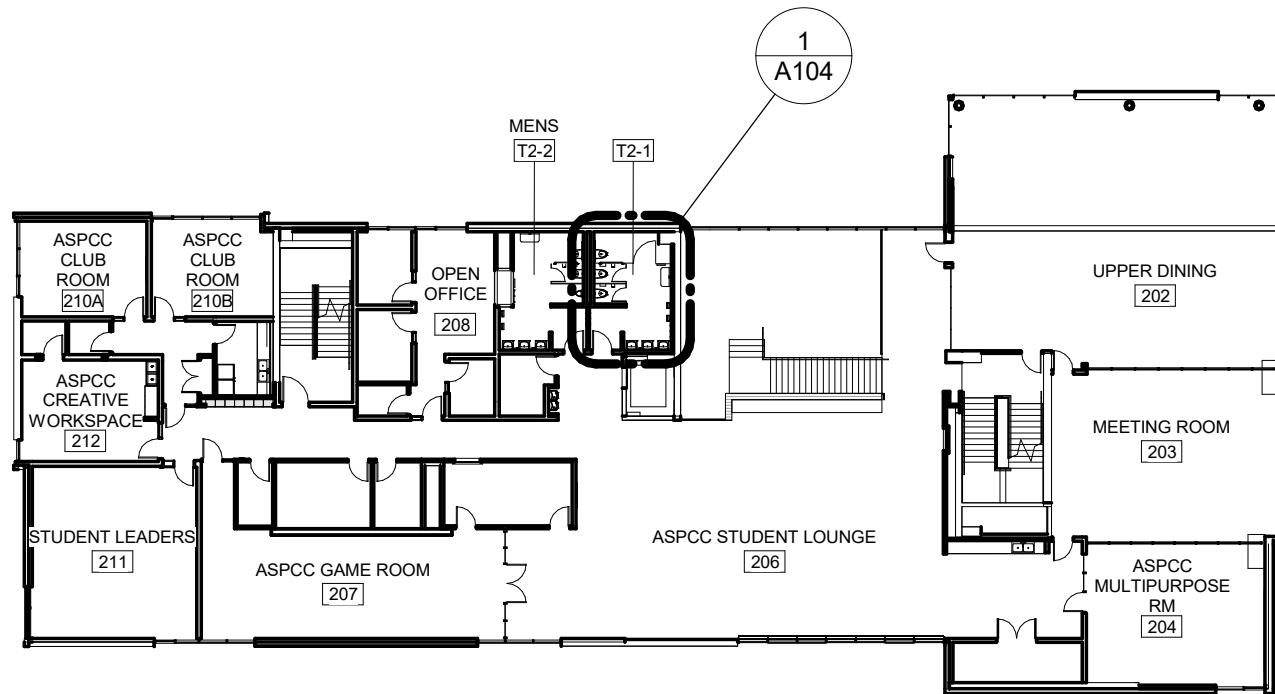 1
A104
MENS
T2-2
T2-1
ASPCC
CLUB
ROOM
210A
ASPCC
CLUB
ROOM
210B
OPEN
OFFICE
208
UPPER DINING
202
ASPCC
CREATIVE
WORKSPACE
212
MEETING ROOM
203
STUDENT LEADERS
211
ASPCC GAME ROOM
207
ASPCC STUDENT LOUNGE
206
ASPCC
MULTIPURPOSE
RM
204